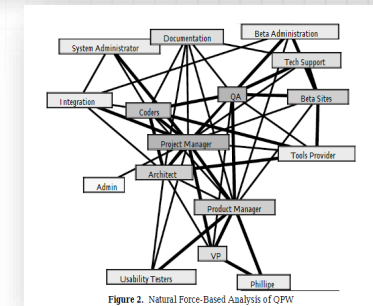 Documentation
Beta Administration
System Administrator
Tech Support
Integration
QA
Beta Sites
Coders
Project Manager
Tools Provider
Architect
Admin
Product Manager
VP
Usability Testers
Phillipe
Figure 2. Natural Force-Based Analysis of QPW